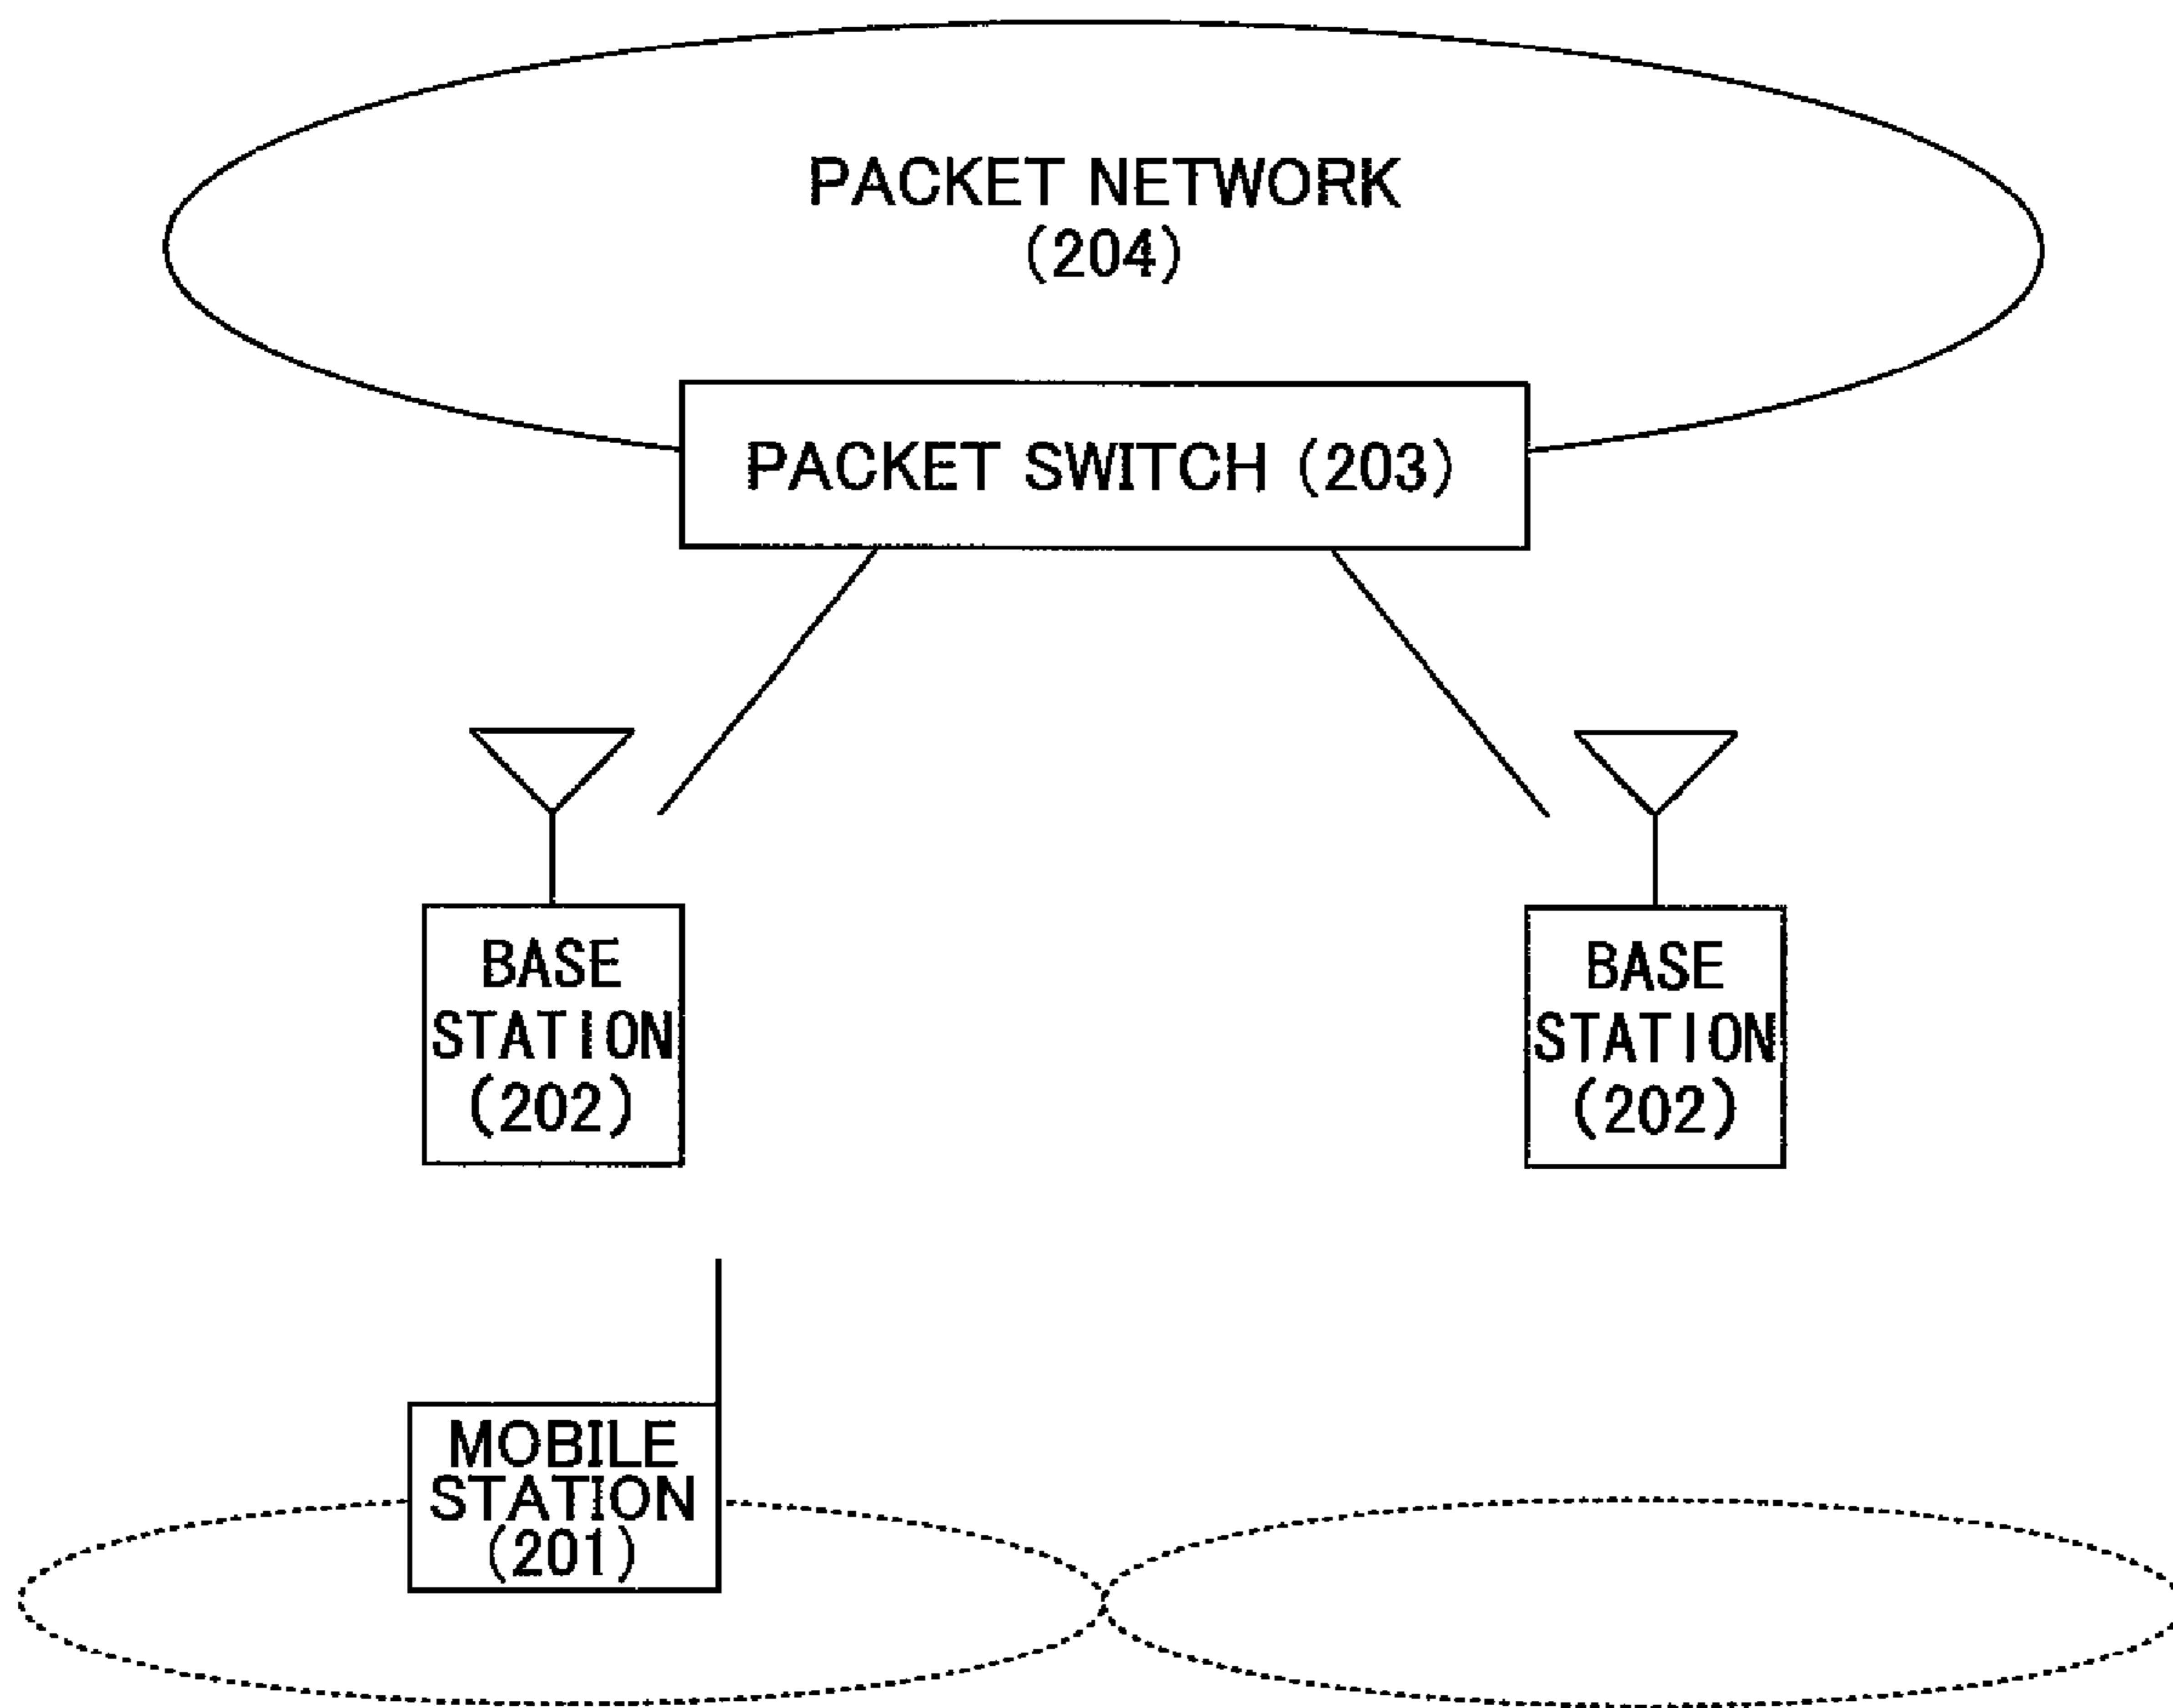 PACKET NETWORK
(204)
PACKET SWITCH (203)
BASE
STATION
(202)
BASE
STATION
(202)
MOBILE
STATION
(201)